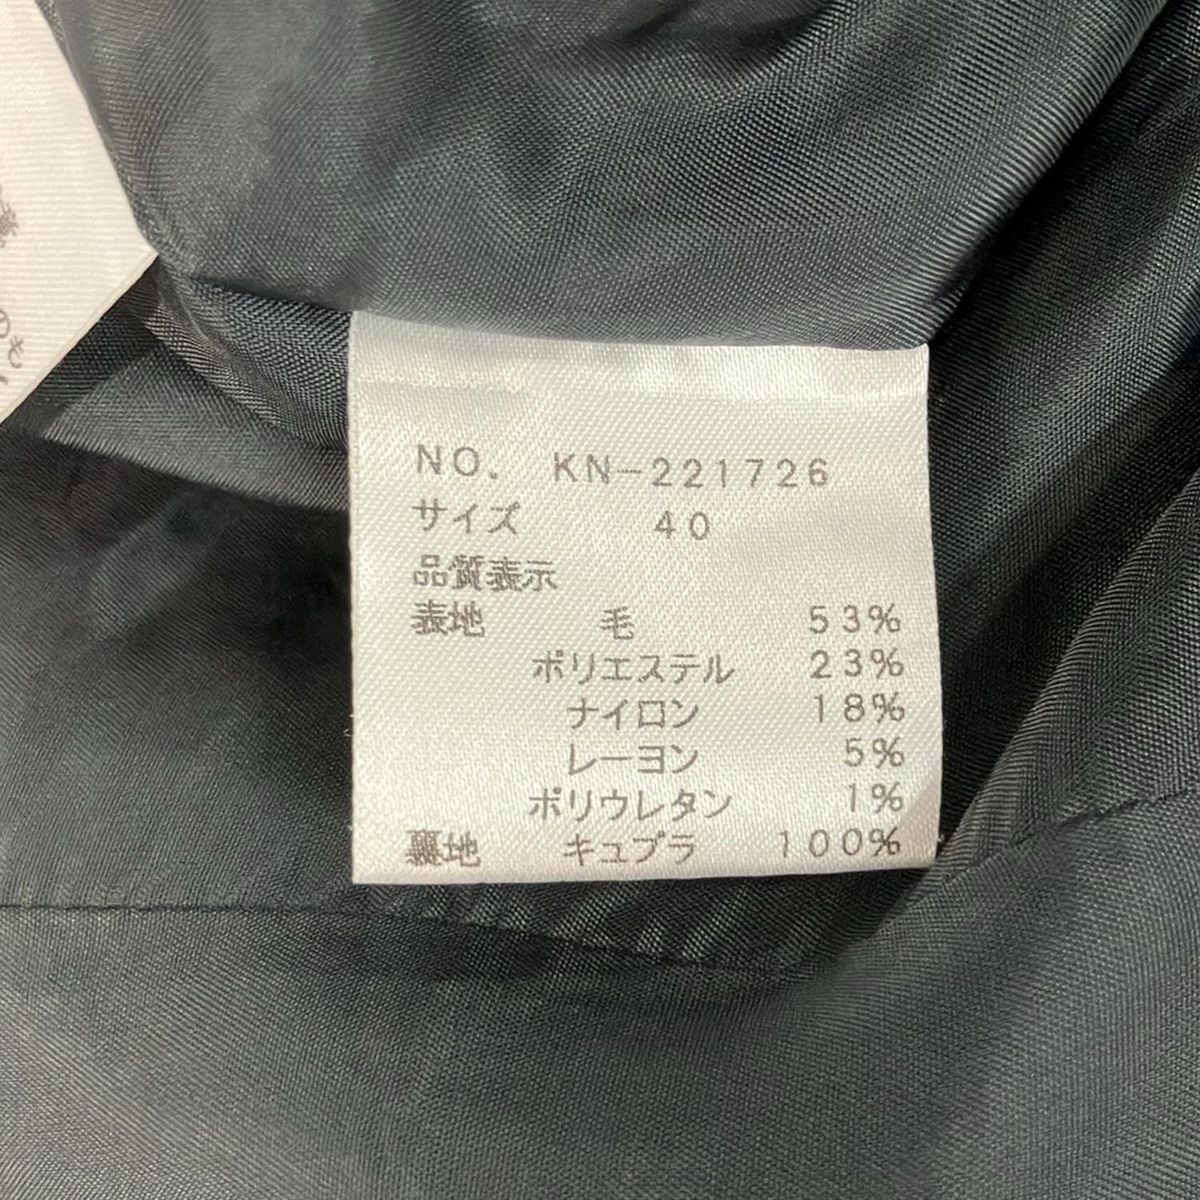 NO. KN-221726
サイズ 40
品質表示
表地 毛 53%
ポリエステル 23%
ナイロン 18%
レーヨン 5%
ポリウレタン 1%
裏地 キュプラ 100%